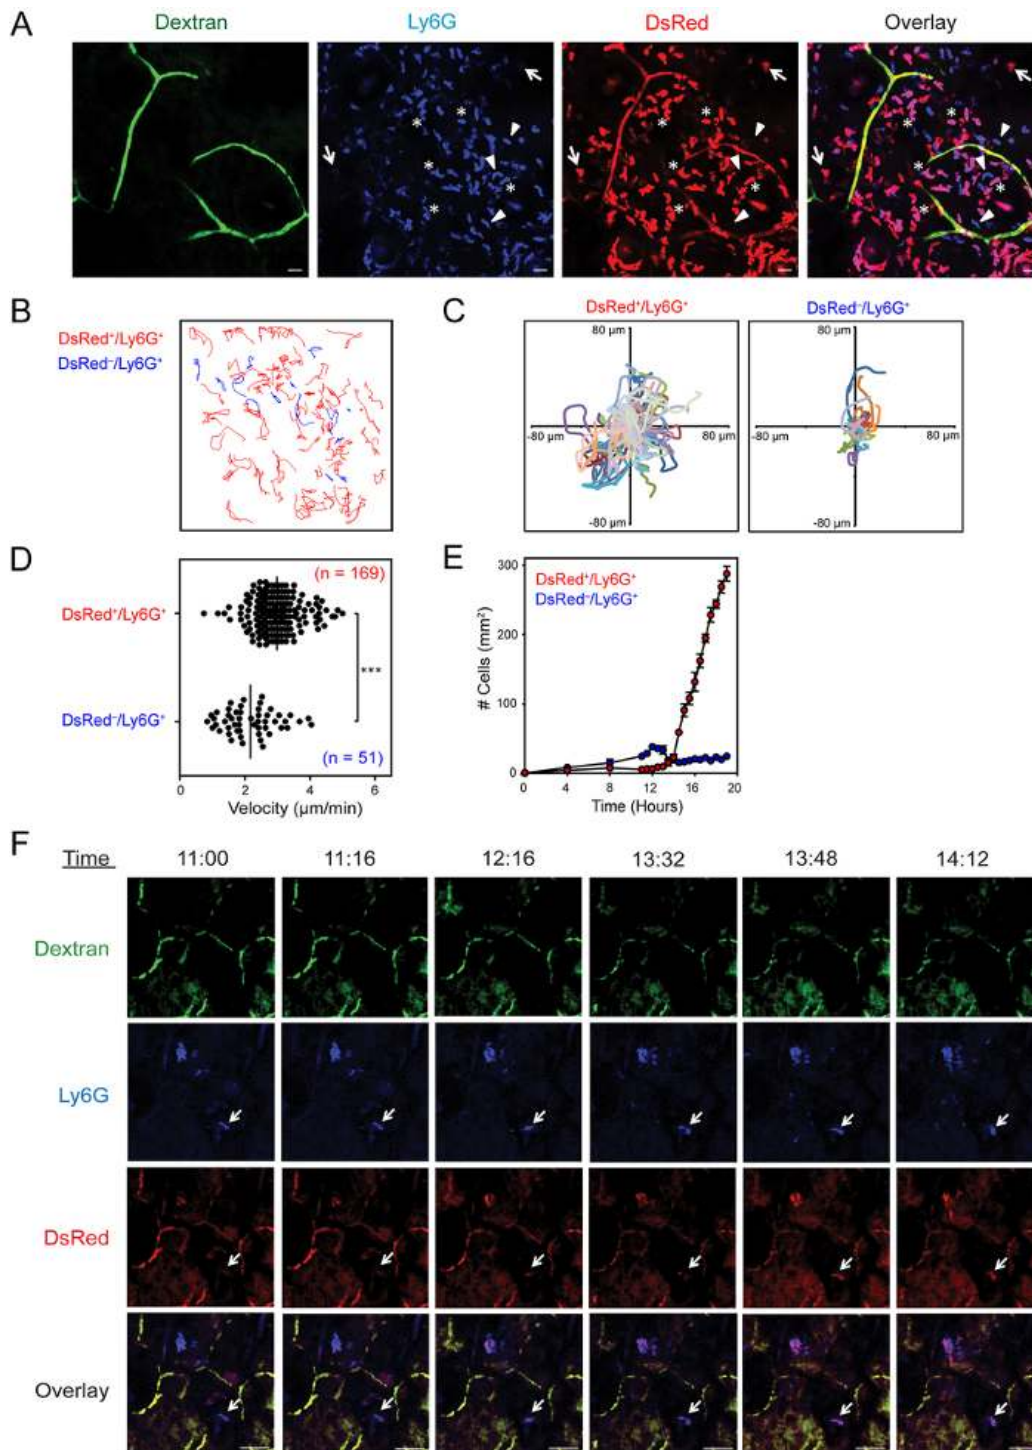 A
Dextran Ly6G DsRed Overlay
* * * * * *
* * * * * *
* * * * * *
B
DsRed⁺/Ly6G⁺
DsRed⁻/Ly6G⁺
C
DsRed⁺/Ly6G⁺ DsRed⁻/Ly6G⁺
80 µm 80 µm
-80 µm 80 µm -80 µm 80 µm
-80 µm -80 µm
D
(n = 169)
DsRed⁺/Ly6G⁺
***
DsRed⁻/Ly6G⁺
(n = 51)
0 2 4 6
Velocity (µm/min)
E
DsRed⁺/Ly6G⁺
DsRed⁻/Ly6G⁺
300
200
100
0
# Cells (mm²)
0 4 8 12 16 20
Time (Hours)
F
Time 11:00 11:16 12:16 13:32 13:48 14:12
Dextran
Ly6G
DsRed
Overlay